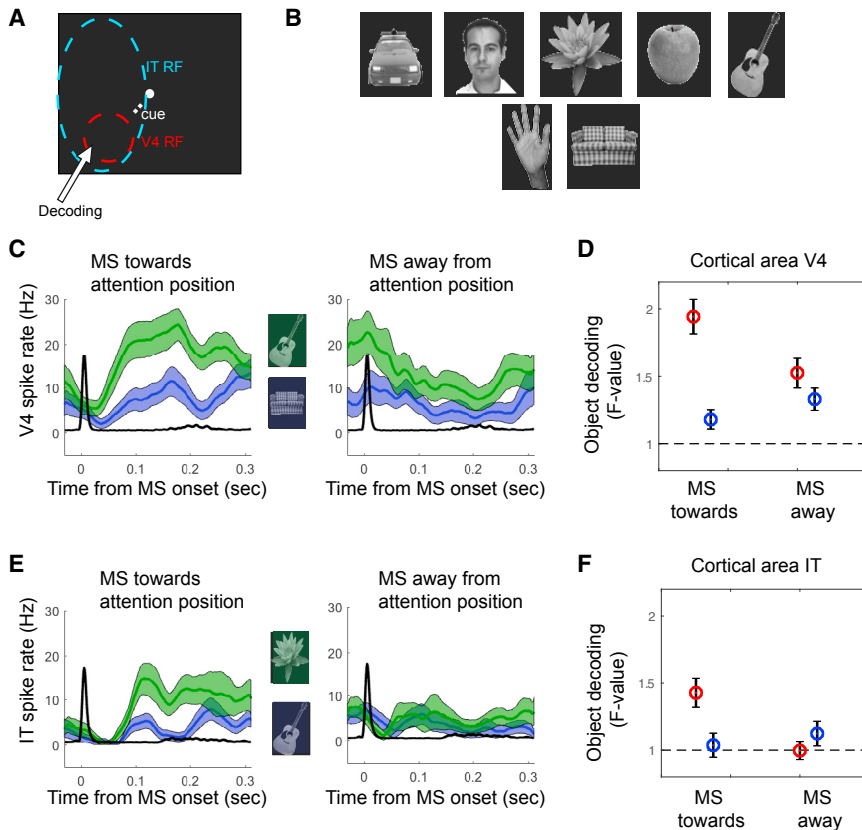 A
IT RF
cue
V4 RF
Decoding
B
C
MS towards
attention position
MS away from
attention position
V4 spike rate (Hz)
30
20
10
0
0
0.1
0.2
0.3
Time from MS onset (sec)
30
20
10
0
0
0.1
0.2
0.3
Time from MS onset (sec)
D
Cortical area V4
Object decoding
(F-value)
2
1.5
1
MS
towards
MS
away
E
MS towards
attention position
MS away from
attention position
IT spike rate (Hz)
30
20
10
0
0
0.1
0.2
0.3
Time from MS onset (sec)
30
20
10
0
0
0.1
0.2
0.3
Time from MS onset (sec)
F
Cortical area IT
Object decoding
(F-value)
2
1.5
1
MS
towards
MS
away